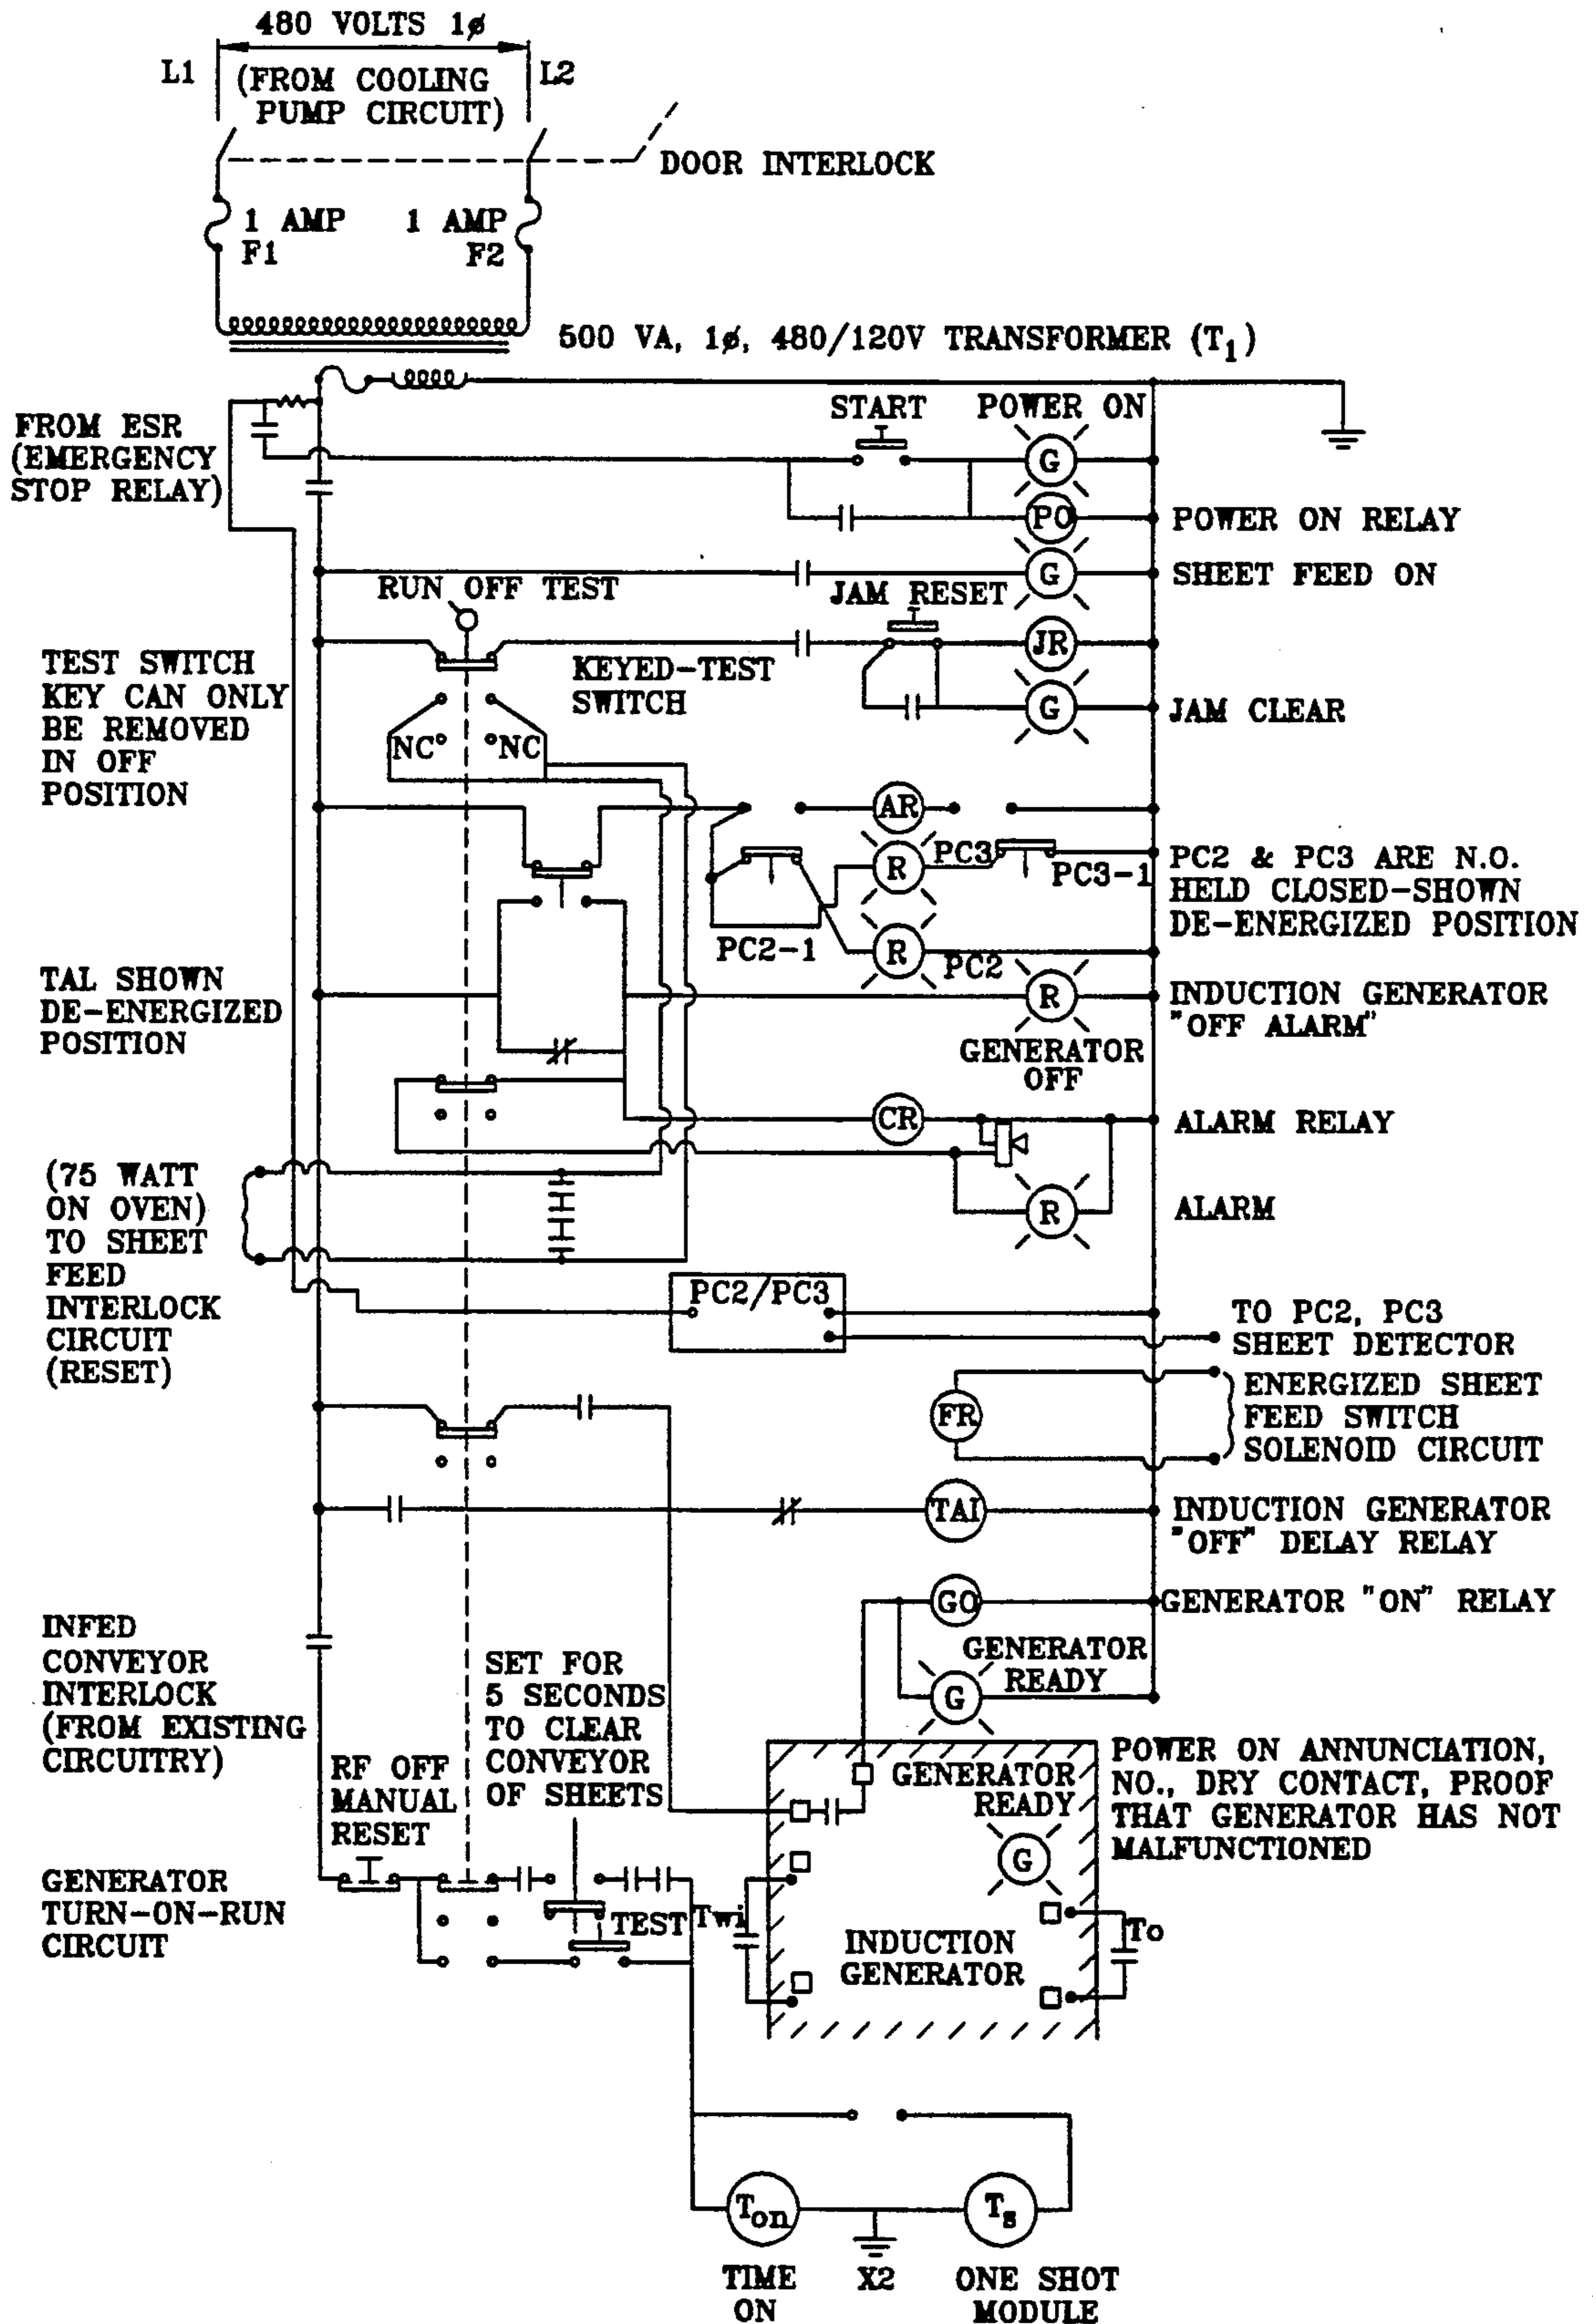 480 VOLTS 1ø
L1
(FROM COOLING
PUMP CIRCUIT)
L2
DOOR INTERLOCK
1 AMP
F1
1 AMP
F2
500 VA, 1ø, 480/120V TRANSFORMER (T1)
FROM ESR
(EMERGENCY
STOP RELAY)
START
POWER ON
G
PO
POWER ON RELAY
G
SHEET FEED ON
RUN OFF TEST
JAM RESET
JR
TEST SWITCH
KEY CAN ONLY
BE REMOVED
IN OFF
POSITION
KEYED-TEST
SWITCH
G
JAM CLEAR
NC
NC
AR
R
PC3
PC3-1
PC2 & PC3 ARE N.O.
HELD CLOSED-SHOWN
DE-ENERGIZED POSITION
PC2-1
R
PC2
TAL SHOWN
DE-ENERGIZED
POSITION
R
INDUCTION GENERATOR
"OFF ALARM"
GENERATOR
OFF
CR
ALARM RELAY
R
ALARM
(75 WATT
ON OVEN)
TO SHEET
FEED
INTERLOCK
CIRCUIT
(RESET)
PC2/PC3
TO PC2, PC3
SHEET DETECTOR
FR
ENERGIZED SHEET
FEED SWITCH
SOLENOID CIRCUIT
TAI
INDUCTION GENERATOR
"OFF" DELAY RELAY
GO
GENERATOR "ON" RELAY
GENERATOR
READY
G
INFED
CONVEYOR
INTERLOCK
(FROM EXISTING
CIRCUITRY)
SET FOR
5 SECONDS
TO CLEAR
CONVEYOR
OF SHEETS
RF OFF
MANUAL
RESET
GENERATOR
READY
G
POWER ON ANNUNCIATION,
NO., DRY CONTACT, PROOF
THAT GENERATOR HAS NOT
MALFUNCTIONED
GENERATOR
TURN-ON-RUN
CIRCUIT
TEST
Twi
To
INDUCTION
GENERATOR
Ton
Ts
TIME
ON
X2
ONE SHOT
MODULE